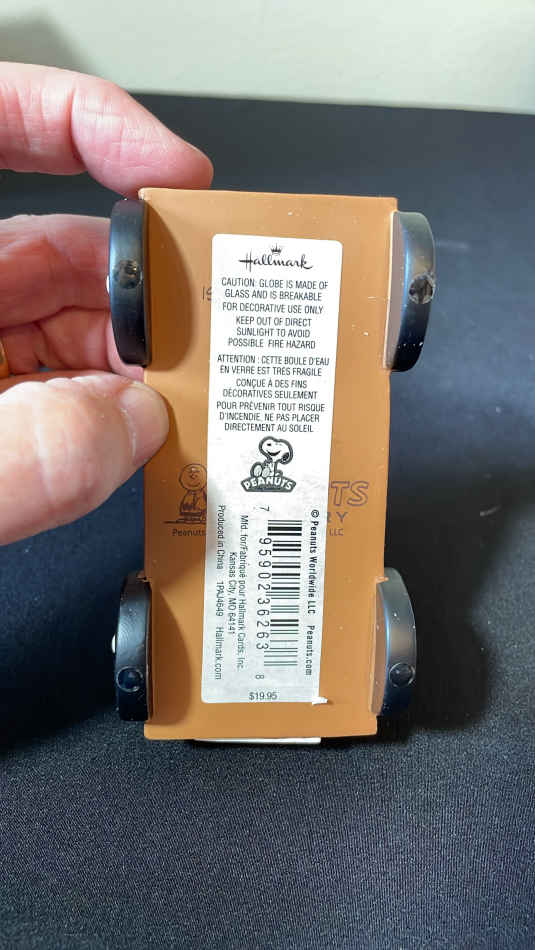 Hallmark
CAUTION: GLOBE IS MADE OF
GLASS AND IS BREAKABLE
FOR DECORATIVE USE ONLY
KEEP OUT OF DIRECT
SUNLIGHT TO AVOID
POSSIBLE FIRE HAZARD
ATTENTION : CETTE BOULE D'EAU
EN VERRE EST TRÈS FRAGILE
CONÇUE À DES FINS
DÉCORATIVES SEULEMENT
POUR PRÉVENIR TOUT RISQUE
D'INCENDIE, NE PAS PLACER
DIRECTEMENT AU SOLEIL
PEANUTS
© Peanuts Worldwide LLC Peanuts.com
7 95902 36263 8
Mfd. for/Fabriqué pour Hallmark Cards, Inc.
Kansas City, MO 64141
Produced in China 1PAJ4649 Hallmark.com
$19.95
TS
RY
Peanuts
LLC